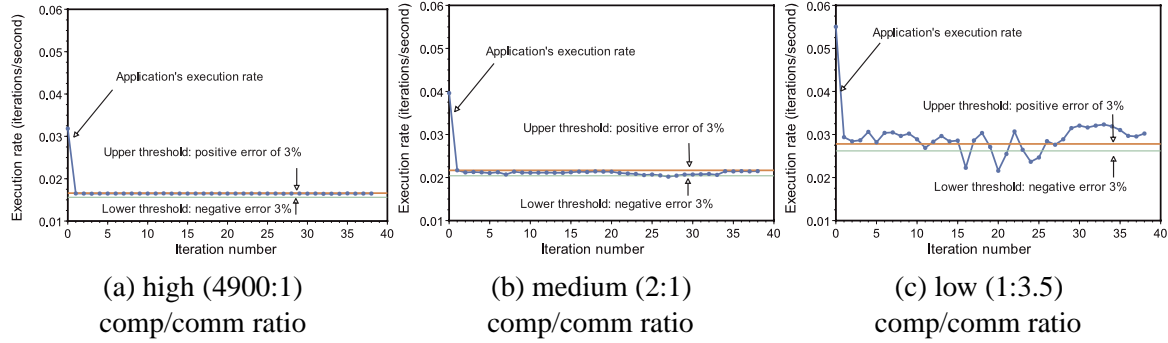 0.06
0.05
0.04
0.03
0.02
0.01
0 5 10 15 20 25 30 35 40
Execution rate (iterations/second)
Iteration number
Application's execution rate
Upper threshold: positive error of 3%
Lower threshold: negative error 3%
(a) high (4900:1)
comp/comm ratio
0.06
0.05
0.04
0.03
0.02
0.01
0 5 10 15 20 25 30 35 40
Execution rate (iterations/second)
Iteration number
Application's execution rate
Upper threshold: positive error of 3%
Lower threshold: negative error 3%
(b) medium (2:1)
comp/comm ratio
0.06
0.05
0.04
0.03
0.02
0.01
0 5 10 15 20 25 30 35 40
Execution rate (iterations/second)
Iteration number
Application's execution rate
Upper threshold: positive error of 3%
Lower threshold: negative error of 3%
(c) low (1:3.5)
comp/comm ratio